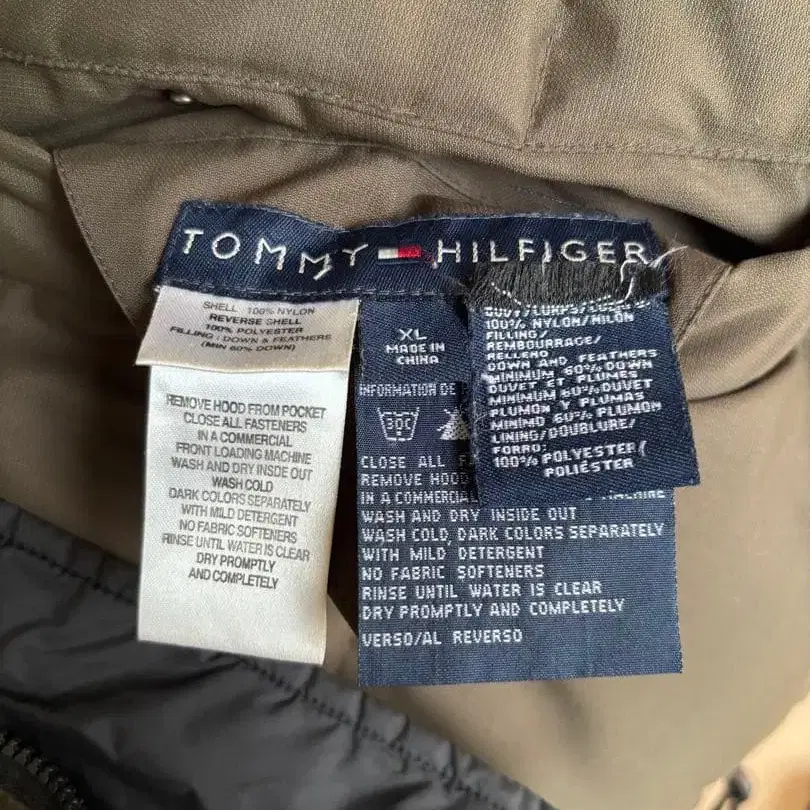 TOMMY HILFIGER
SHELL 100% NYLON
REVERSE SHELL
100% POLYESTER
FILLING : DOWN & FEATHERS
(MIN 60% DOWN)
REMOVE HOOD FROM POCKET
CLOSE ALL FASTENERS
IN A COMMERCIAL
FRONT LOADING MACHINE
WASH AND DRY INSIDE OUT
WASH COLD
DARK COLORS SEPARATELY
WITH MILD DETERGENT
NO FABRIC SOFTENERS
RINSE UNTIL WATER IS CLEAR
DRY PROMPTLY
AND COMPLETELY
XL
MADE IN
CHINA
INFORMATION DE
30C
CLOSE ALL
REMOVE HOOD
IN A COMMERCIAL MACHINE
WASH AND DRY INSIDE OUT
WASH COLD, DARK COLORS SEPARATELY
WITH MILD DETERGENT
NO FABRIC SOFTENERS
RINSE UNTIL WATER IS CLEAR
DRY PROMPTLY AND COMPLETELY
VERSO/AL REVERSO
100% NYLON/NILON
FILLING/
REMBOURRAGE/
RELLENO
DOWN AND FEATHERS
MINIMUM 60% DOWN
DUVET ET PLUMES
MINIMUM 60% DUVET
PLUMON Y PLUMAS
MINIMO 60% PLUMON
LINING/DOUBLURE/
FORRO:
100% POLYESTER/
POLIÉSTER